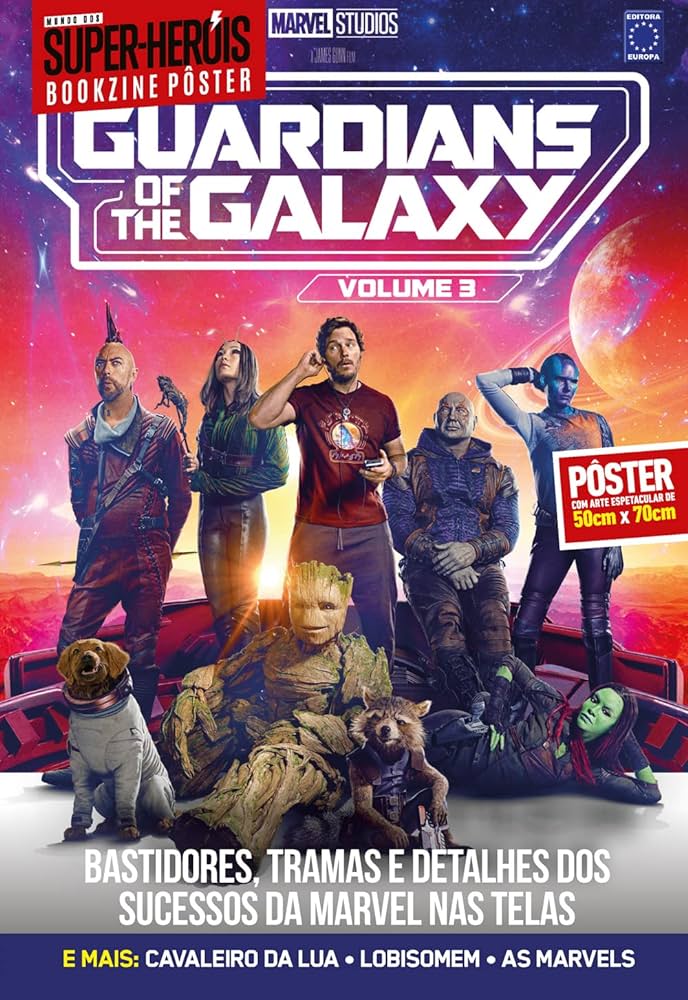 MUNDO DOS
SUPER-HERÓIS
BOOKZINE PÔSTER
MARVEL STUDIOS
A JAMES GUNN FILM
EDITORA
EUROPA
GUARDIANS
OF THE GALAXY
VOLUME 3
PÔSTER
COM ARTE ESPETACULAR DE
50cm x 70cm
BASTIDORES, TRAMAS E DETALHES DOS
SUCESSOS DA MARVEL NAS TELAS
E MAIS: CAVALEIRO DA LUA • LOBISOMEM • AS MARVELS